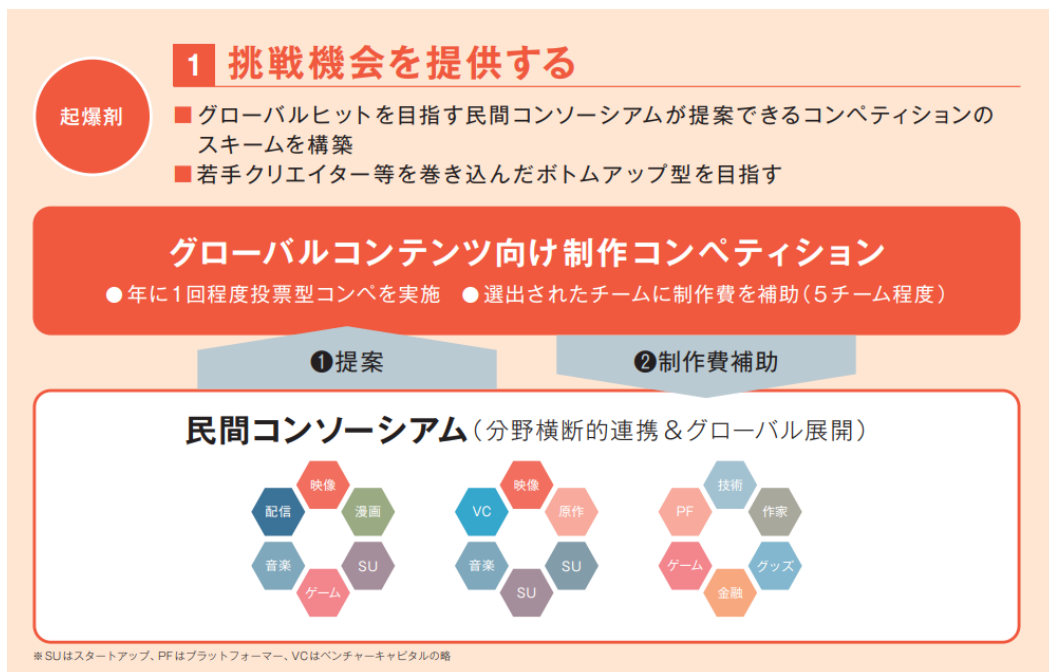 起爆剤
1 挑戦機会を提供する
■グローバルヒットを目指す民間コンソーシアムが提案できるコンペティションの
スキームを構築
■若手クリエイター等を巻き込んだボトムアップ型を目指す
グローバルコンテンツ向け制作コンペティション
●年に1回程度投票型コンペを実施 ●選出されたチームに制作費を補助(5チーム程度)
❶提案
❷制作費補助
民間コンソーシアム(分野横断的連携&グローバル展開)
映像
配信
漫画
音楽
SU
ゲーム
映像
VC
原作
音楽
SU
SU
技術
PF
作家
ゲーム
グッズ
金融
※SUはスタートアップ、PFはプラットフォーマー、VCはベンチャーキャピタルの略